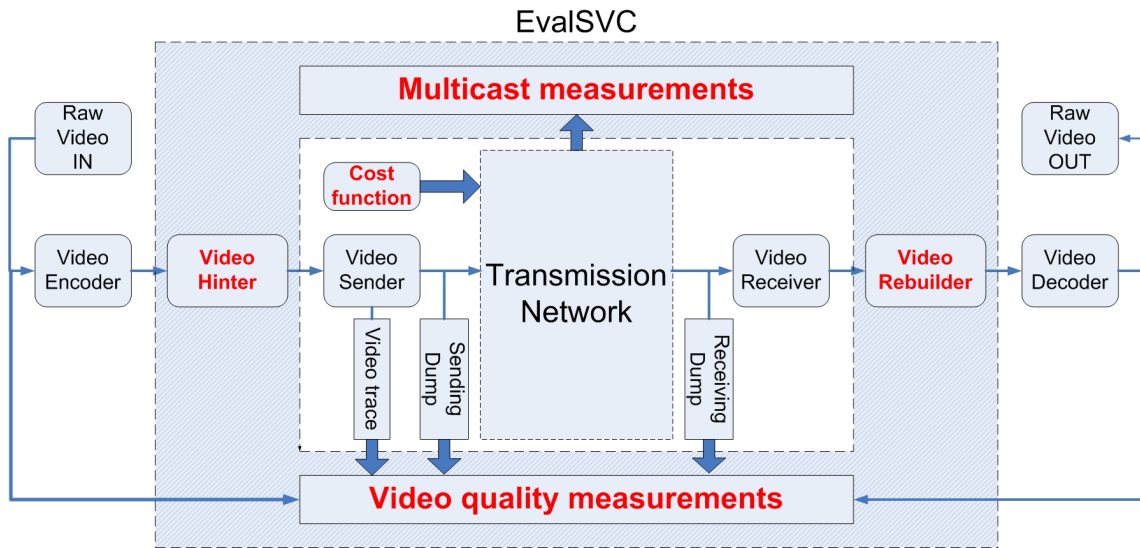 EvalSVC
Multicast measurements
Raw
Video
IN
Raw
Video
OUT
Cost
function
Video
Encoder
Video
Hinter
Video
Sender
Transmission
Network
Video
Receiver
Video
Rebuilder
Video
Decoder
Video trace
Sending
Dump
Receiving
Dump
Video quality measurements